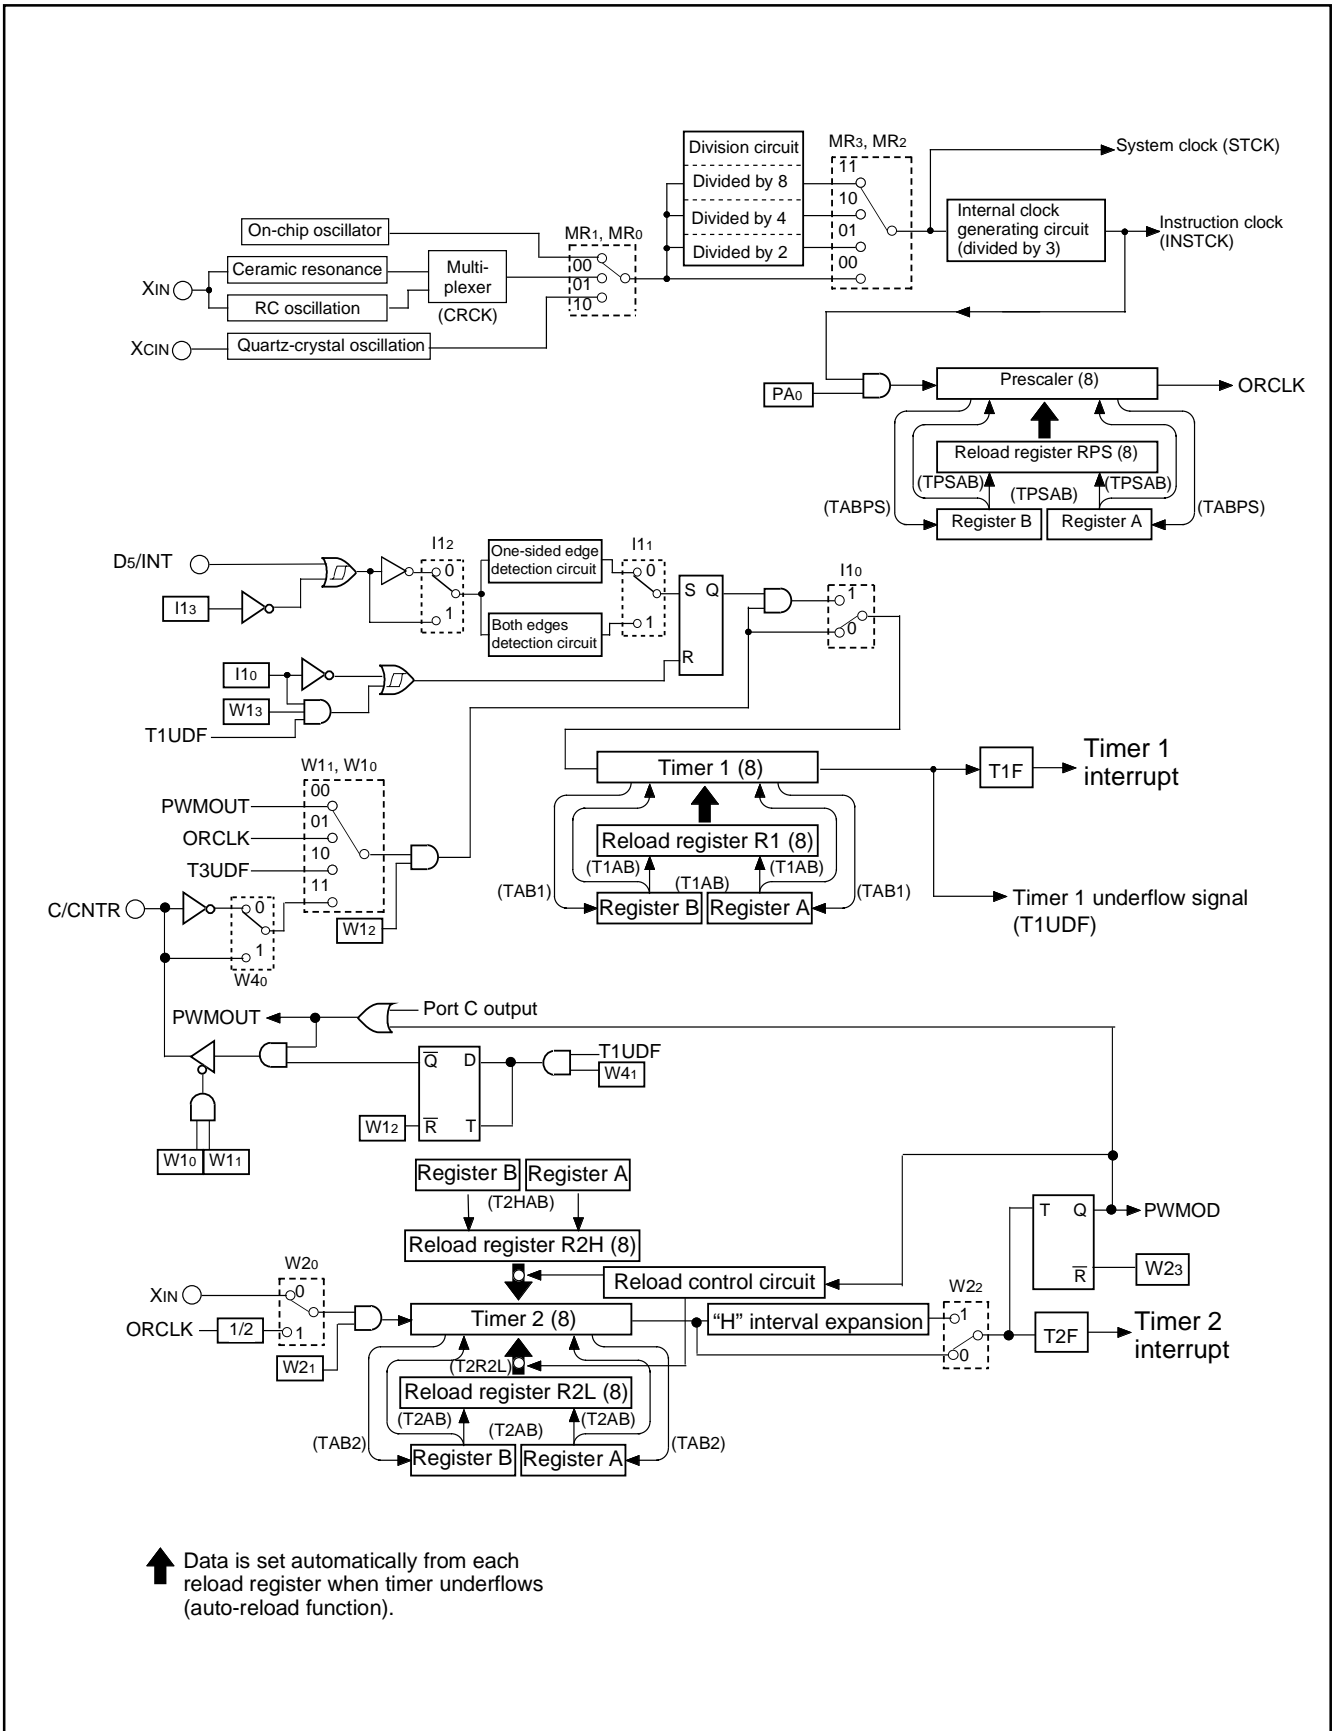 Division circuit
MR3, MR2
System clock (STCK)
11
Divided by 8
10
Divided by 4
01
Divided by 2
00
Internal clock
generating circuit
(divided by 3)
Instruction clock
(INSTCK)
On-chip oscillator
MR1, MR0
00
01
10
XIN
Ceramic resonance
RC oscillation
Multi-
plexer
(CRCK)
XCIN
Quartz-crystal oscillation
PA0
Prescaler (8)
ORCLK
Reload register RPS (8)
(TPSAB)
(TPSAB)
(TPSAB)
(TABPS)
Register B
Register A
(TABPS)
D5/INT
I13
I12
0
1
One-sided edge
detection circuit
Both edges
detection circuit
I11
0
1
S Q
R
I10
1
0
I10
W13
T1UDF
W11, W10
PWMOUT
00
ORCLK
01
T3UDF
10
11
C/CNTR
0
1
W40
W12
Timer 1 (8)
T1F
Timer 1
interrupt
Reload register R1 (8)
(T1AB)
(T1AB)
(T1AB)
(TAB1)
Register B
Register A
(TAB1)
Timer 1 underflow signal
(T1UDF)
PWMOUT
Port C output
Q D
R T
T1UDF
W41
W12
W10
W11
Register B
Register A
(T2HAB)
Reload register R2H (8)
Reload control circuit
T Q
R
PWMOD
W23
XIN
W20
0
ORCLK
1/2
1
W21
Timer 2 (8)
“H” interval expansion
W22
1
0
T2F
Timer 2
interrupt
(T2R2L)
Reload register R2L (8)
(T2AB)
(T2AB)
(T2AB)
(TAB2)
Register B
Register A
(TAB2)
Data is set automatically from each
reload register when timer underflows
(auto-reload function).